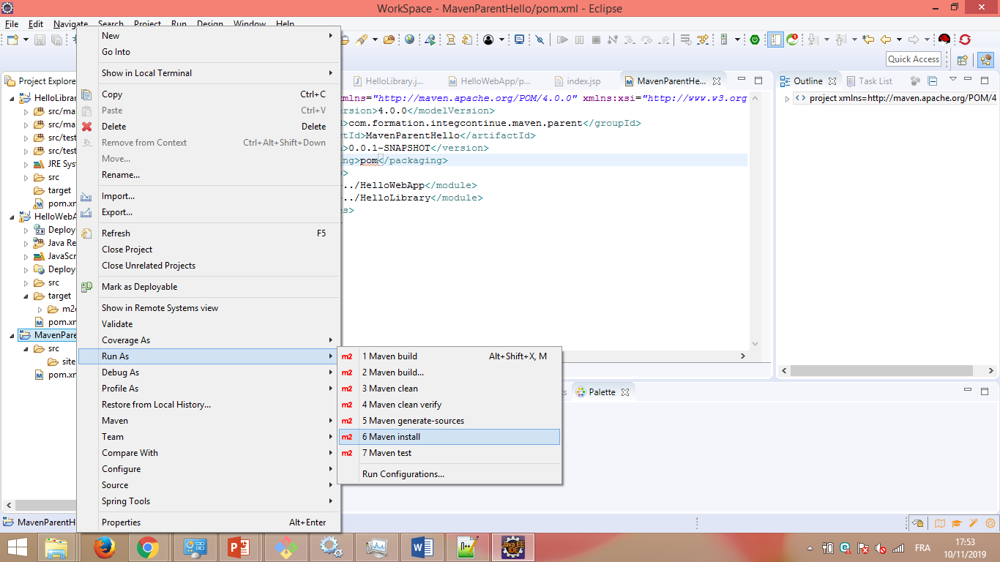 WorkSpace - MavenParentHello/pom.xml - Eclipse
File Edit Navigate Search Project Run Design Window Help
Quick Access
Project Explore
HelloLibrar
src/ma
src/ma
src/test
src/test
JRE Sys
src
target
pom.xm
HelloWebA
Deploy
Java Re
JavaScr
Deploy
src
target
m2
pom.xm
MavenPare
src
site
pom.xm
New
Go Into
Show in Local Terminal
Copy Ctrl+C
Paste Ctrl+V
Delete Delete
Remove from Context Ctrl+Alt+Shift+Down
Move...
Rename...
Import...
Export...
Refresh F5
Close Project
Close Unrelated Projects
Mark as Deployable
Show in Remote Systems view
Validate
Coverage As
Run As
Debug As
Profile As
Restore from Local History...
Maven
Team
Compare With
Configure
Source
Spring Tools
Properties Alt+Enter
m2 1 Maven build Alt+Shift+X, M
m2 2 Maven build...
m2 3 Maven clean
m2 4 Maven clean verify
m2 5 Maven generate-sources
m2 6 Maven install
m2 7 Maven test
Run Configurations...
HelloLibrary.j... HelloWebApp/p... index.jsp MavenParentHe...
mlns="http://maven.apache.org/POM/4.0.0" xmlns:xsi="http://www.w3.org
ersion>4.0.0</modelVersion>
d>com.formation.integcontinue.maven.parent</groupId>
ctId>MavenParentHello</artifactId>
n>0.0.1-SNAPSHOT</version>
ng>pom</packaging>
s>
>../HelloWebApp</module>
>../HelloLibrary</module>
es>
Outline Task List
<> project xmlns=http://maven.apache.org/POM/4
ts Palette
MavenParentH
Java EE
IDE
FRA
17:53
10/11/2019